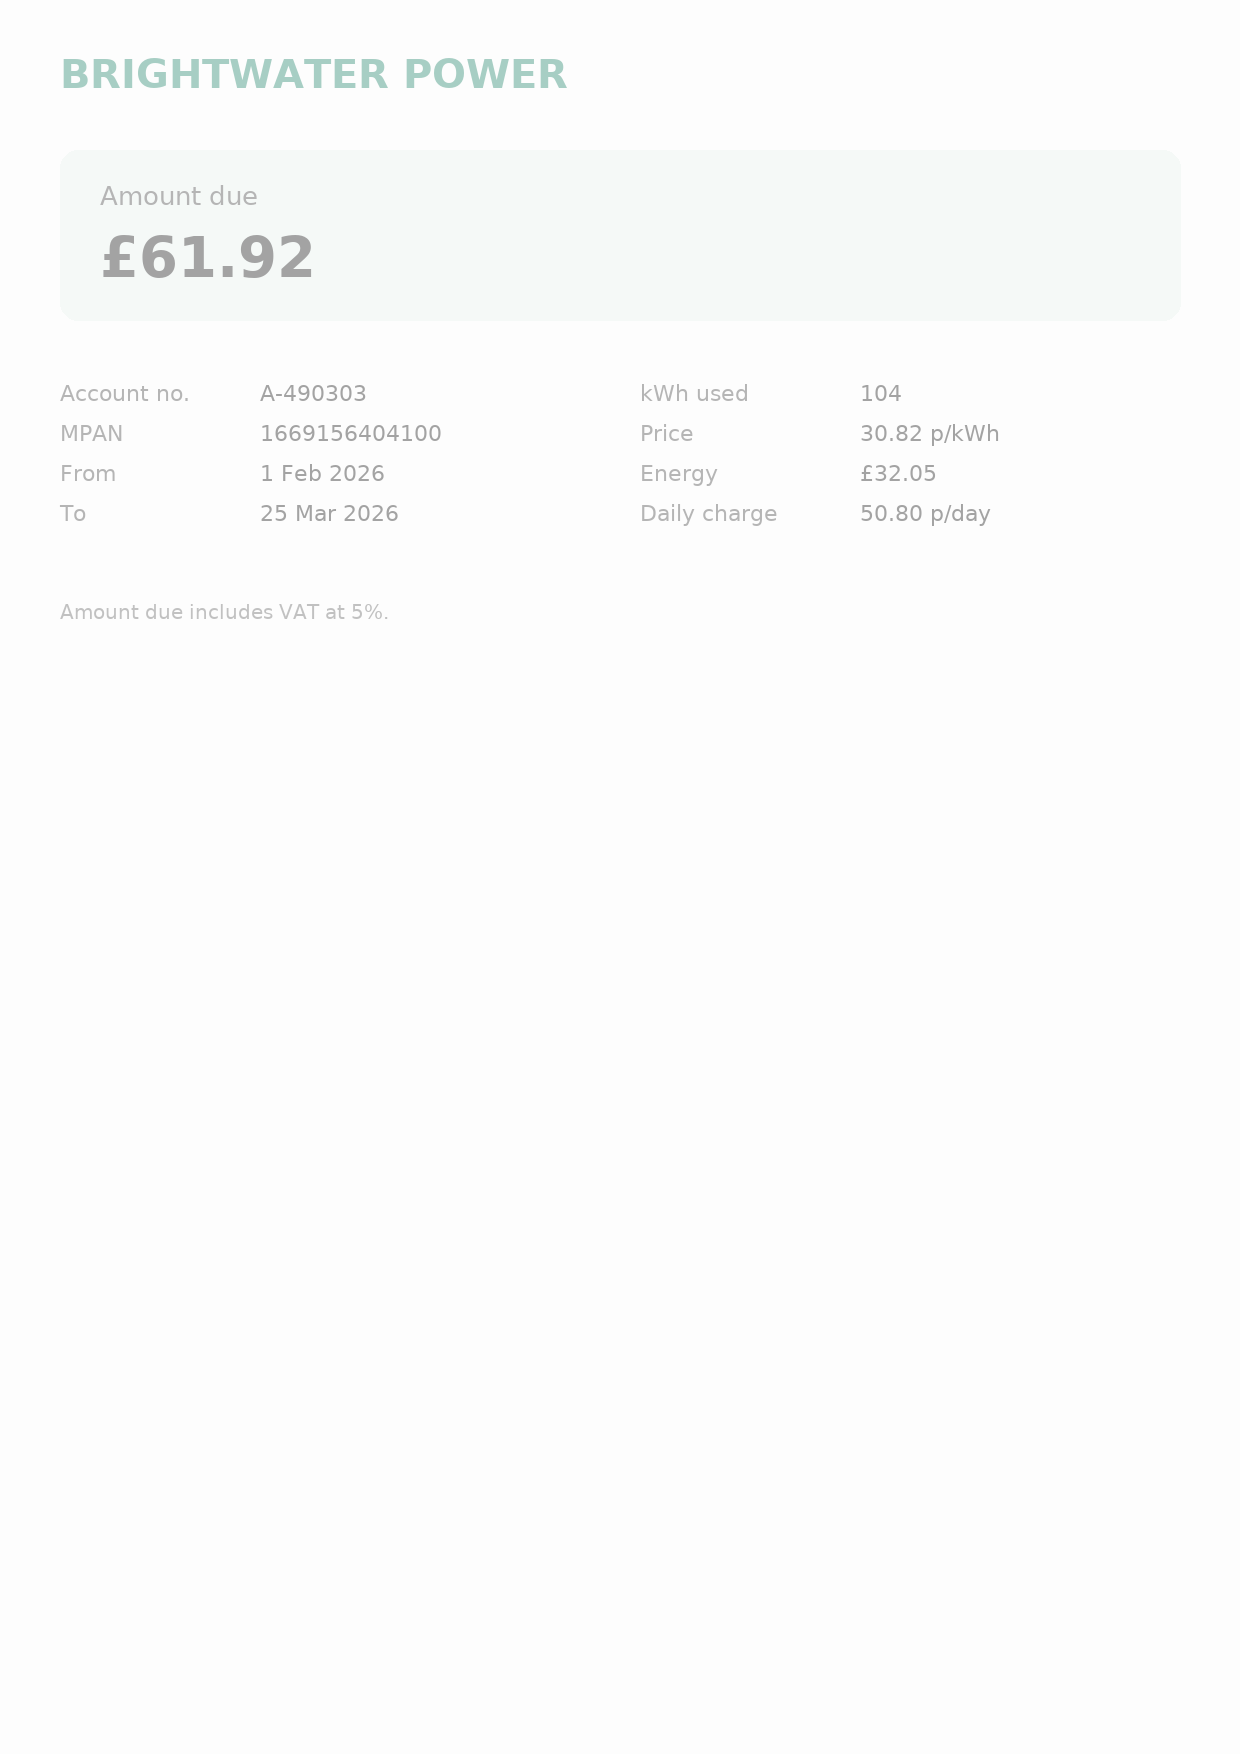 BRIGHTWATER POWER
Amount due
£61.92
Account no. A-490303 kWh used 104
MPAN 1669156404100 Price 30.82 p/kWh
From 1 Feb 2026 Energy £32.05
To 25 Mar 2026 Daily charge 50.80 p/day
Amount due includes VAT at 5%.